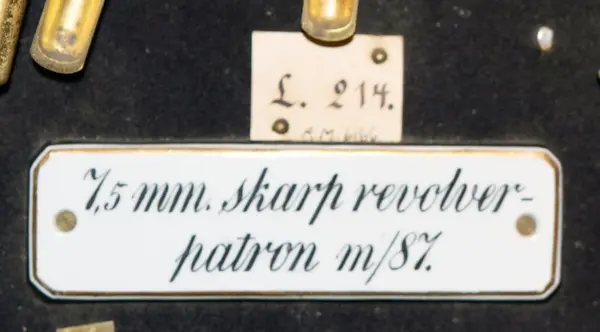 L. 214.
7,5 mm. skarp revolver-
patron m/87.